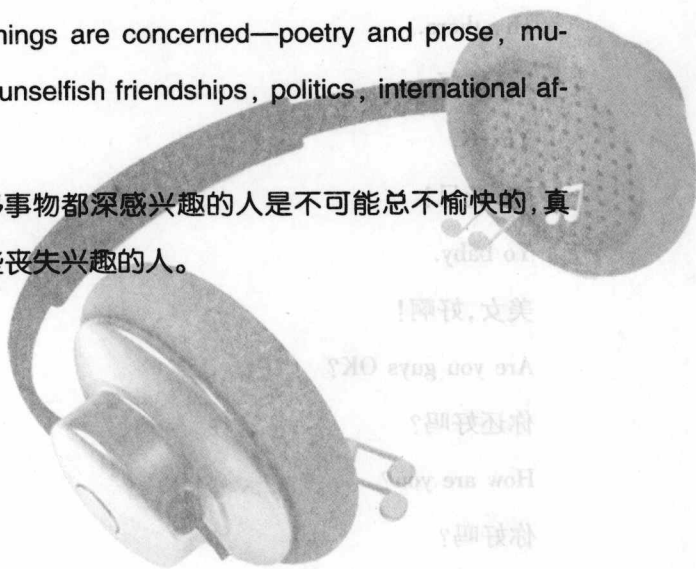 ings are concerned—poetry and prose, mu-
unselfish friendships, politics, international af-
事物都深感兴趣的人是不可能总不愉快的，真
丧失兴趣的人。
Yo baby.
美女，好啊！
Are you guys OK?
你还好吗？
How are you?
你好吗？